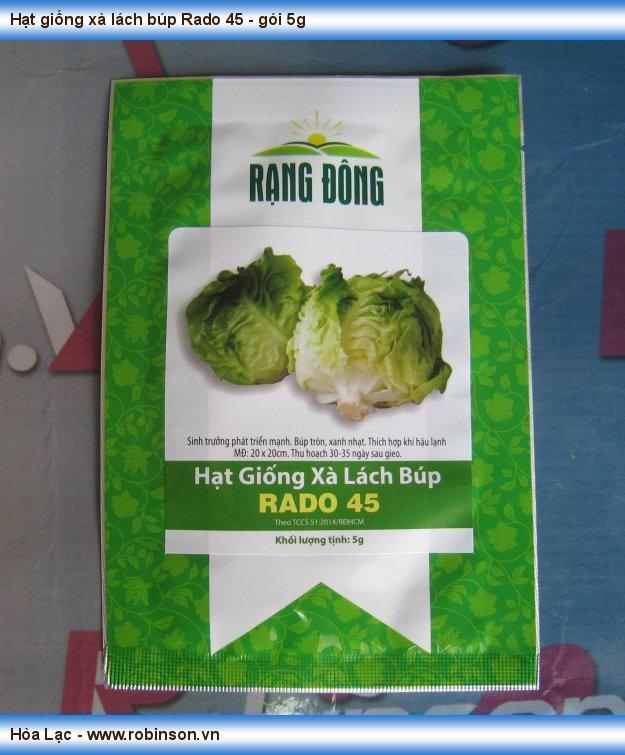 Hạt giống xà lách búp Rado 45 - gói 5g
RẠNG ĐÔNG
Sinh trưởng phát triển mạnh. Búp tròn, xanh nhạt. Thích hợp khí hậu lạnh
MĐ: 20 x 20cm. Thu hoạch 30-35 ngày sau gieo.
Hạt Giống Xà Lách Búp
RADO 45
Theo TCCS 51:2014/RĐHCM
Khối lượng tịnh: 5g
Hòa Lạc - www.robinson.vn